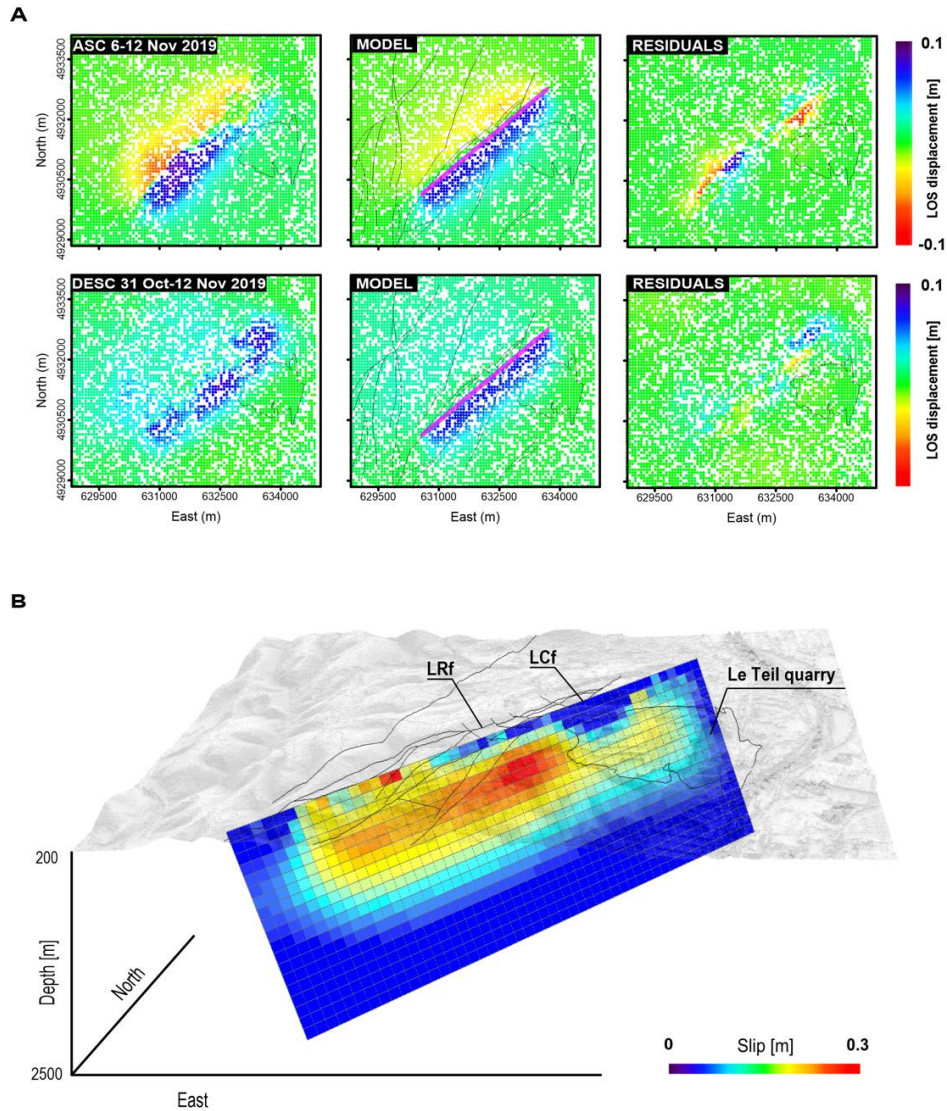 A
ASC 6-12 Nov 2019
MODEL
RESIDUALS
4933500
4932000
4930500
4929000
North (m)
0.1
LOS displacement [m]
-0.1
DESC 31 Oct-12 Nov 2019
MODEL
RESIDUALS
4933500
4932000
4930500
4929000
North (m)
0.1
LOS displacement [m]
629500 631000 632500 634000
629500 631000 632500 634000
629500 631000 632500 634000
East (m)
East (m)
East (m)
B
LRf
LCf
Le Teil quarry
200
Depth [m]
North
2500
East
0 Slip [m] 0.3